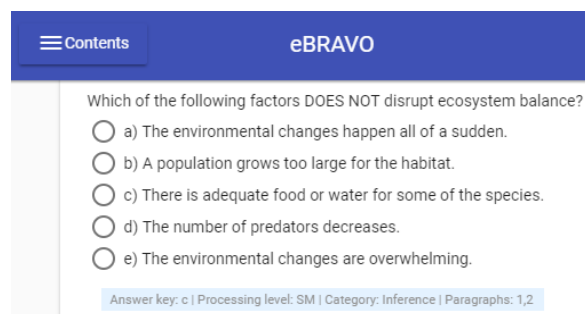 Contents
eBRAVO
Which of the following factors DOES NOT disrupt ecosystem balance?
a) The environmental changes happen all of a sudden.
b) A population grows too large for the habitat.
c) There is adequate food or water for some of the species.
d) The number of predators decreases.
e) The environmental changes are overwhelming.
Answer key: c | Processing level: SM | Category: Inference | Paragraphs: 1,2